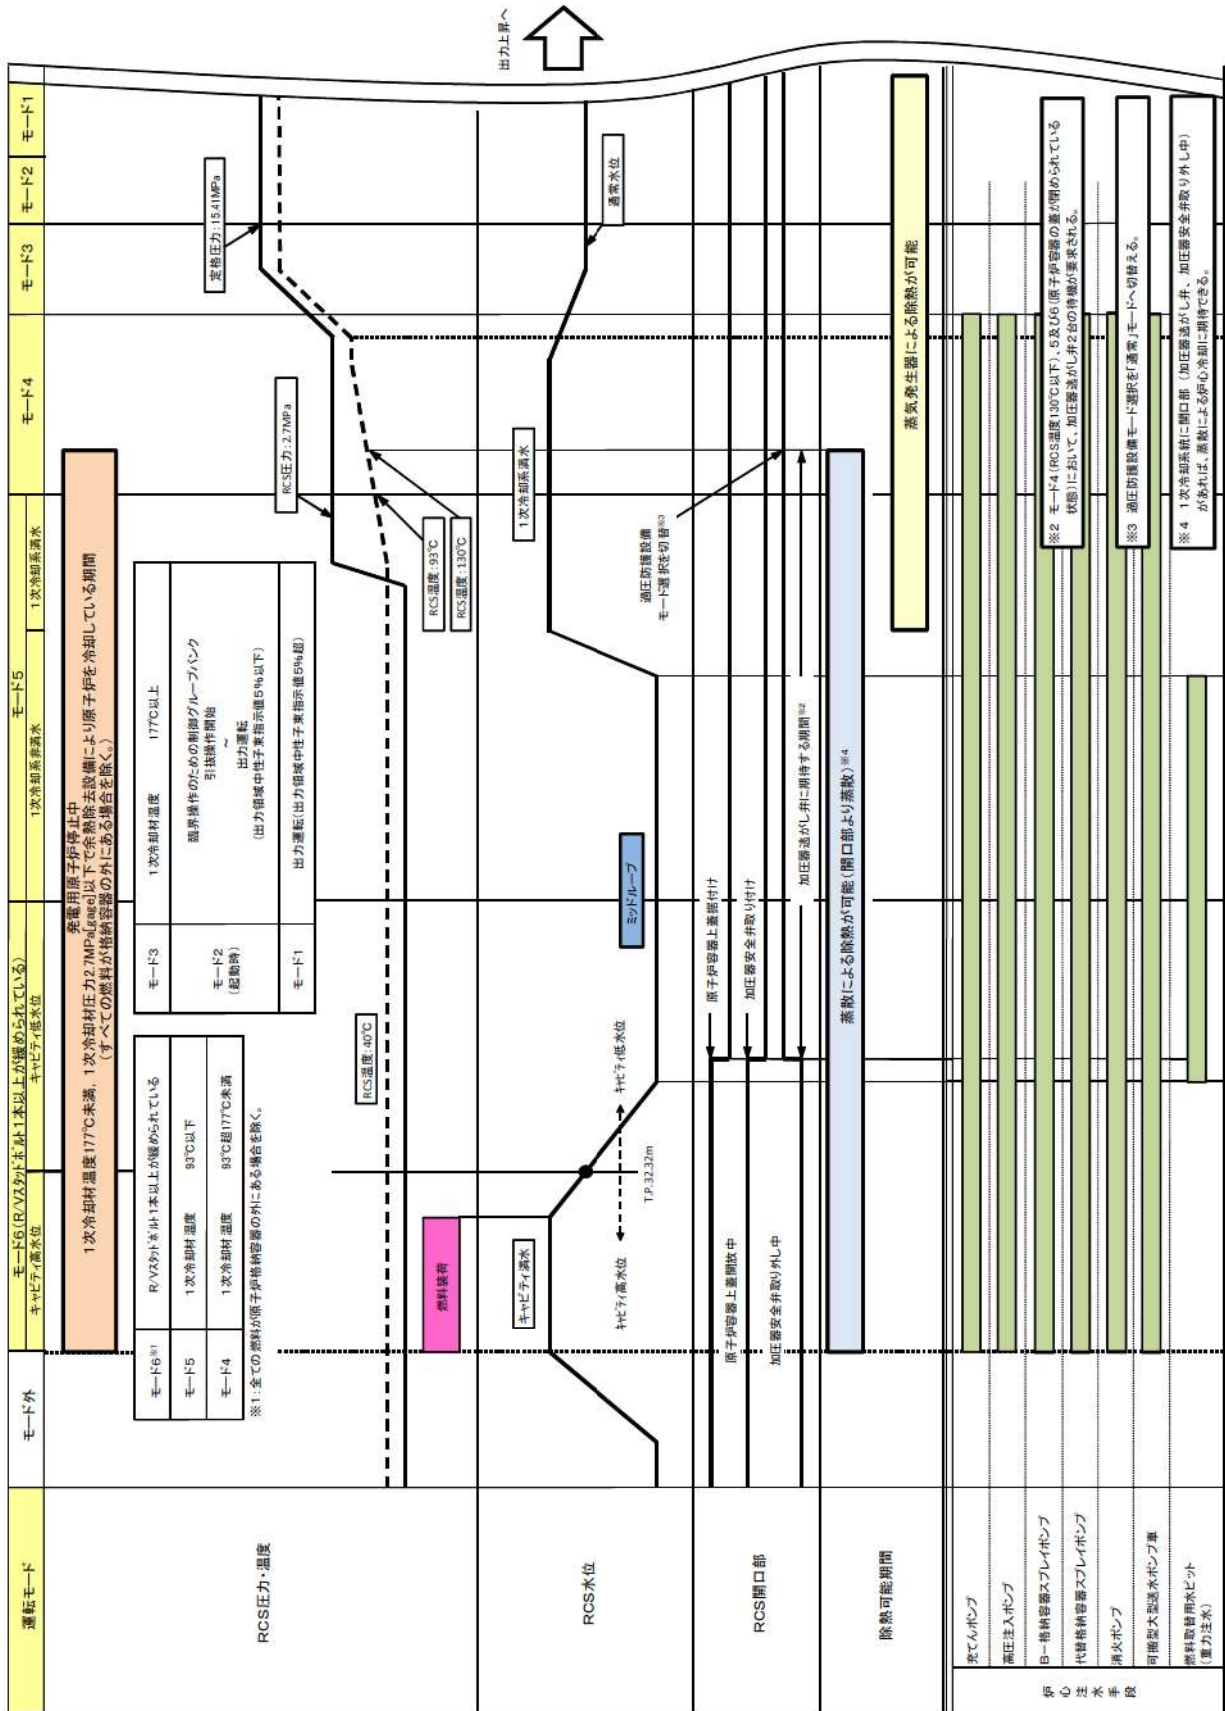 運転モード
モード外
モード6(R/Vスタッドボルト1本以上が緩められている)
モード5
モード4
モード3
モード2
モード1
キャビティ高水位
キャビティ低水位
1次冷却系非満水
1次冷却系満水
発電用原子炉停止中
1次冷却材温度177℃未満、1次冷却材圧力2.7MPa[gage]以下で余熱除去設備により原子炉を冷却している期間
(すべての燃料が格納容器の外にある場合を除く。)
モード6※1
R/Vスタッドボルト1本以上が緩められている
モード5
1次冷却材温度
93℃以下
モード4
1次冷却材温度
93℃超177℃未満
※1:全ての燃料が原子炉格納容器の外にある場合を除く。
モード3
1次冷却材温度
177℃以上
モード2
(起動時)
臨界操作のための制御グループバンク
引抜操作開始
~
出力運転
(出力領域中性子束指示値5%以下)
モード1
出力運転(出力領域中性子束指示値5%超)
RCS圧力・温度
RCS温度:40℃
RCS圧力:2.7MPa
定格圧力:15.41MPa
RCS温度:93℃
RCS温度:130℃
出力上昇へ
RCS水位
燃料装荷
キャビティ満水
キャビティ高水位
キャビティ低水位
T.P.32.32m
ミッドループ
1次冷却系満水
通常水位
RCS開口部
原子炉容器上蓋開放中
原子炉容器上蓋据付け
加圧器安全弁取り外し中
加圧器安全弁取り付け
加圧器逃がし弁に期待する期間※2
過圧防護設備
モード選択を切替※3
除熱可能期間
蒸散による除熱が可能(開口部より蒸散)※4
蒸気発生器による除熱が可能
炉心注水手段
充てんポンプ
高圧注入ポンプ
B-格納容器スプレイポンプ
代替格納容器スプレイポンプ
消火ポンプ
可搬型大型送水ポンプ車
燃料取替用水ピット
(重力注水)
※2 モード4(RCS温度130℃以下)、5及び6(原子炉容器の蓋が閉められている
状態)において、加圧器逃がし弁2台の待機が要求される。
※3 過圧防護設備モード選択を「通常」モードへ切替える。
※4 1次冷却系統に開口部(加圧器逃がし弁、加圧器安全弁取り外し中)
があれば、蒸散による炉心冷却に期待できる。